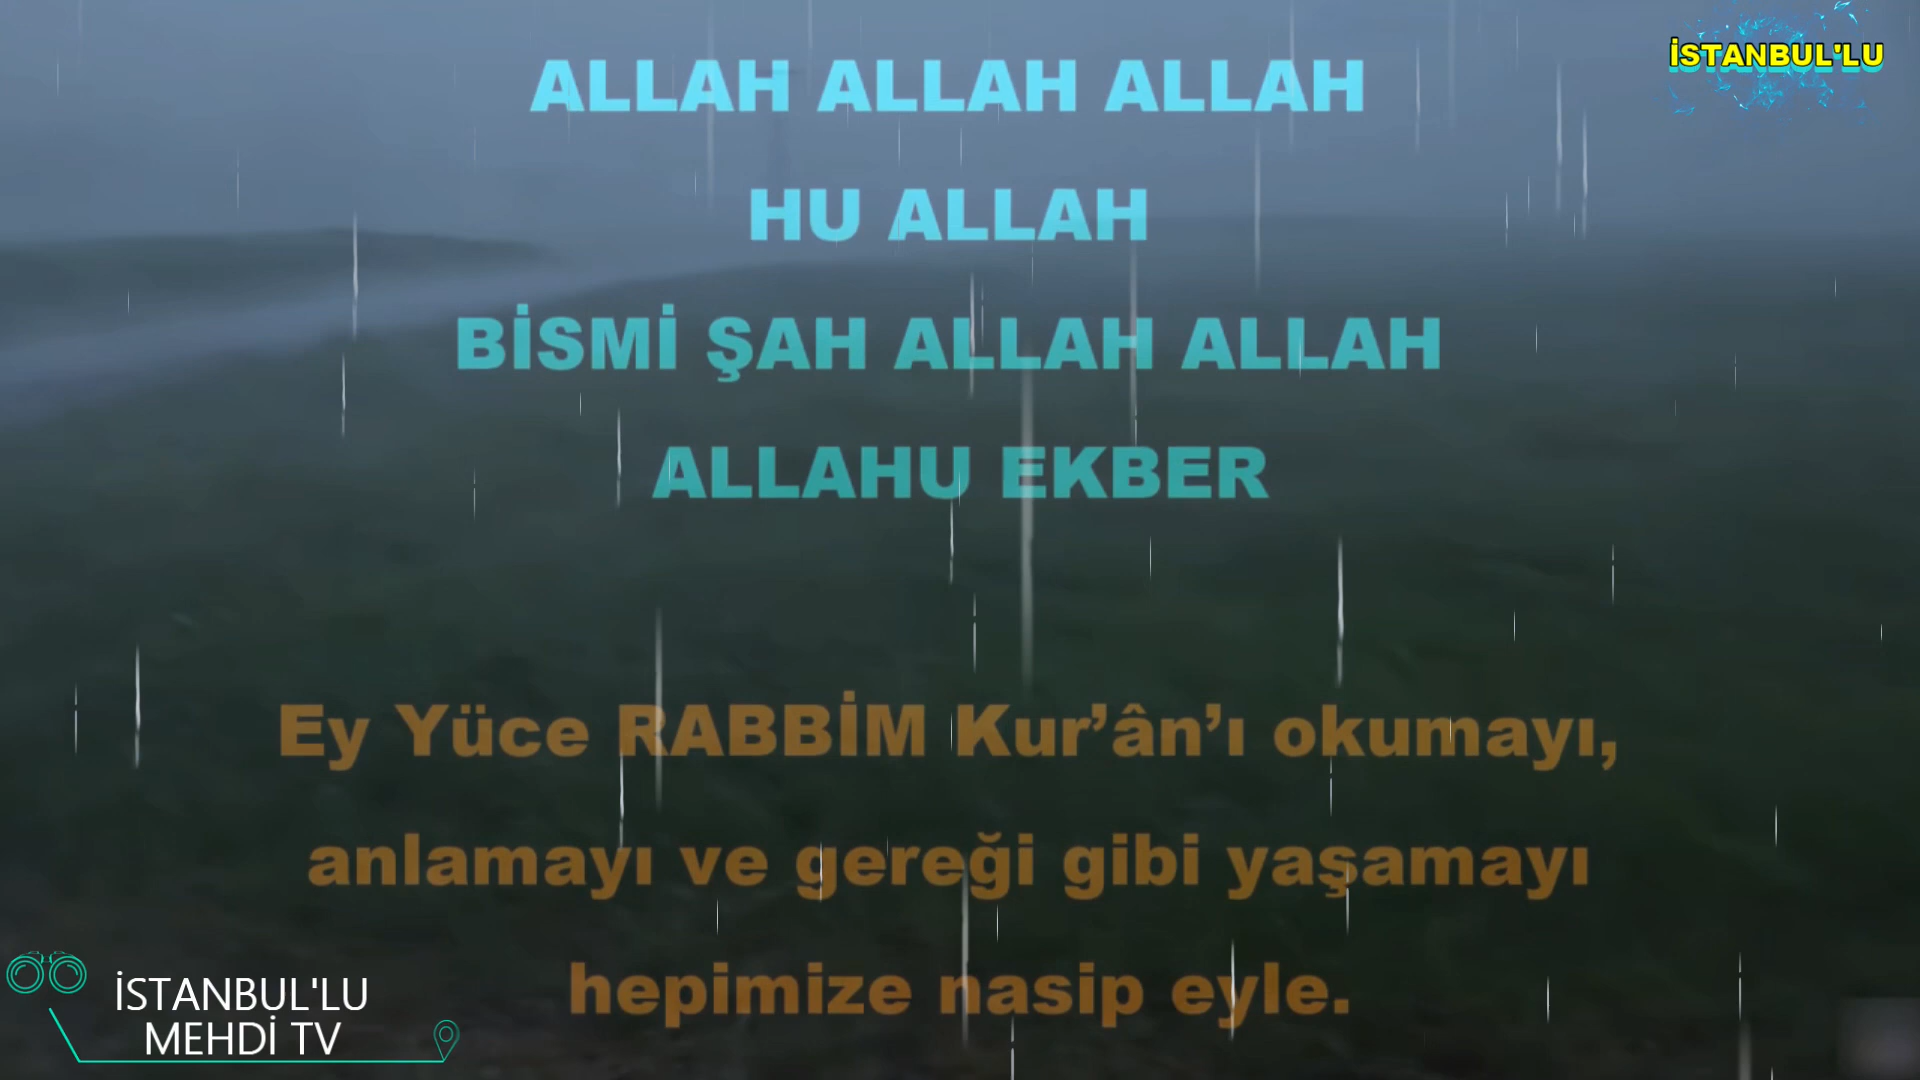 ALLAH ALLAH ALLAH
İSTANBUL'LU
HU ALLAH
BİSMİ ŞAH ALLAH ALLAH
ALLAHU EKBER
Ey Yüce RABBİM Kur’ân’ı okumayı,
anlamayı ve gereği gibi yaşamayı
hepimize nasip eyle.
İSTANBUL'LU
MEHDİ TV